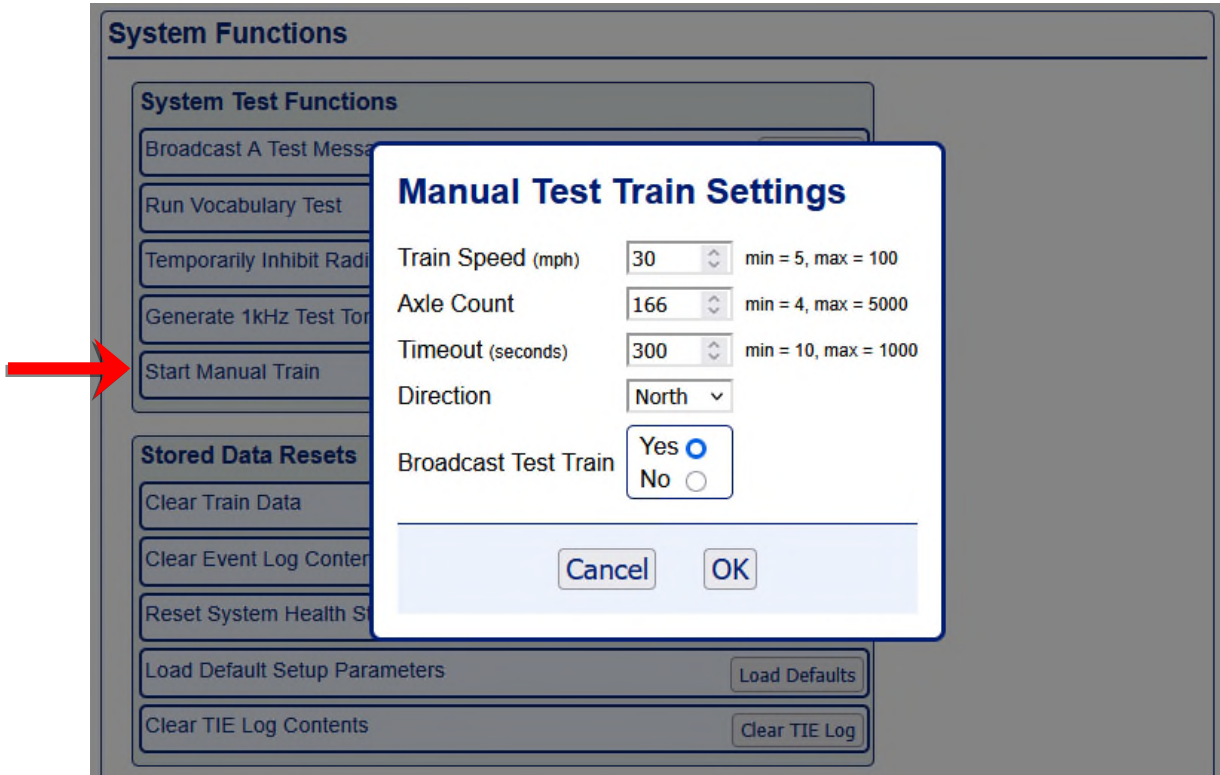 System Functions
System Test Functions
Broadcast A Test Messa
Run Vocabulary Test
Temporarily Inhibit Radi
Generate 1kHz Test Ton
Start Manual Train
Manual Test Train Settings
Train Speed (mph) 30 min = 5, max = 100
Axle Count 166 min = 4, max = 5000
Timeout (seconds) 300 min = 10, max = 1000
Direction North
Broadcast Test Train Yes
No
Cancel OK
Stored Data Resets
Clear Train Data
Clear Event Log Conten
Reset System Health St
Load Default Setup Parameters Load Defaults
Clear TIE Log Contents Clear TIE Log